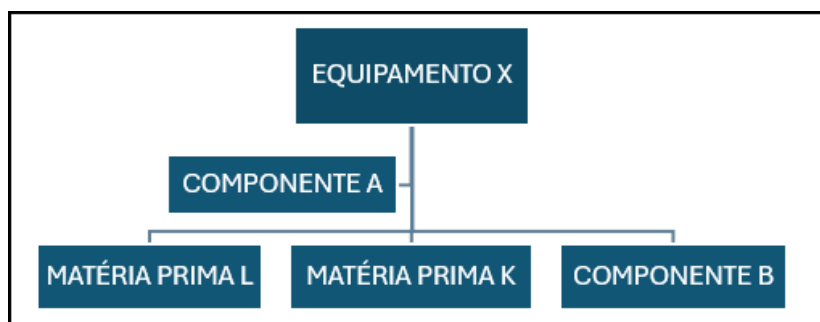 EQUIPAMENTO X
COMPONENTE A
MATÉRIA PRIMA L
MATÉRIA PRIMA K
COMPONENTE B